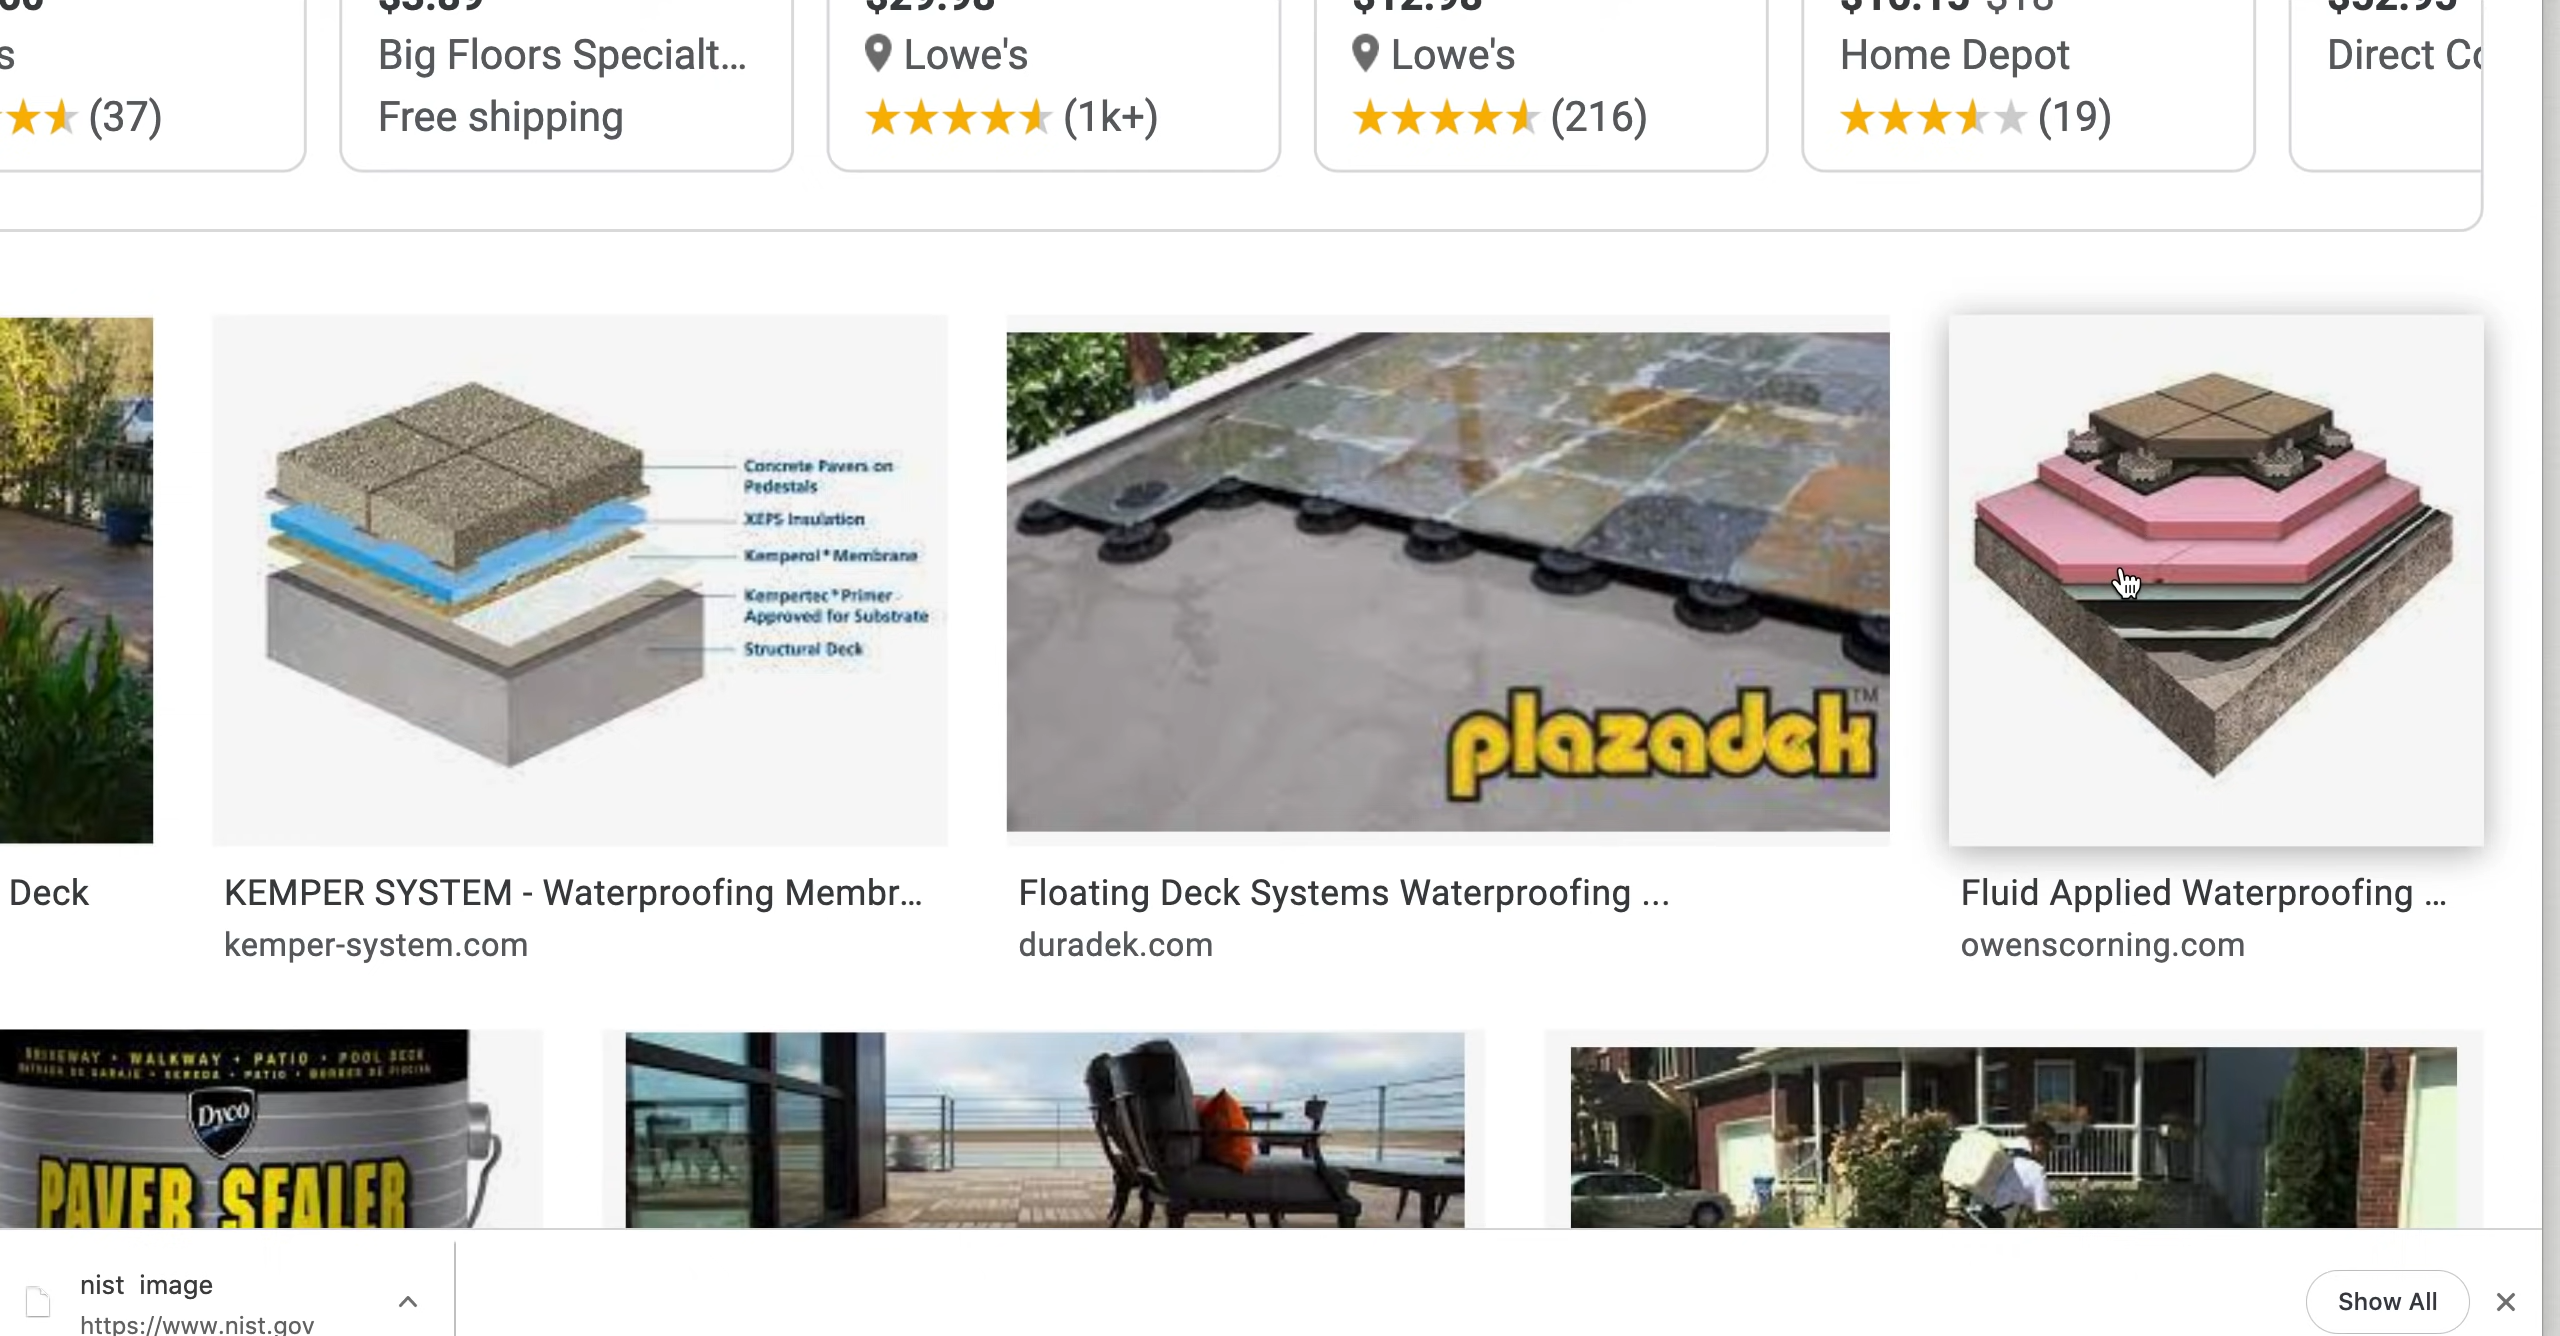 Big Floors Specialt...
Free shipping
(37)
Lowe's
(1k+)
Lowe's
(216)
$18
Home Depot
(19)
Concrete Pavers on
Pedestals
XEPS Insulation
Kemperol® Membrane
Kempertec® Primer
Approved for Substrate
Structural Deck
plazadek™
Deck
KEMPER SYSTEM - Waterproofing Membr...
kemper-system.com
Floating Deck Systems Waterproofing ...
duradek.com
Fluid Applied Waterproofing ...
owenscorning.com
DRIVEWAY • WALKWAY • PATIO • POOL DECK
Dyco
PAVER SEALER
nist image
https://www.nist.gov
Show All